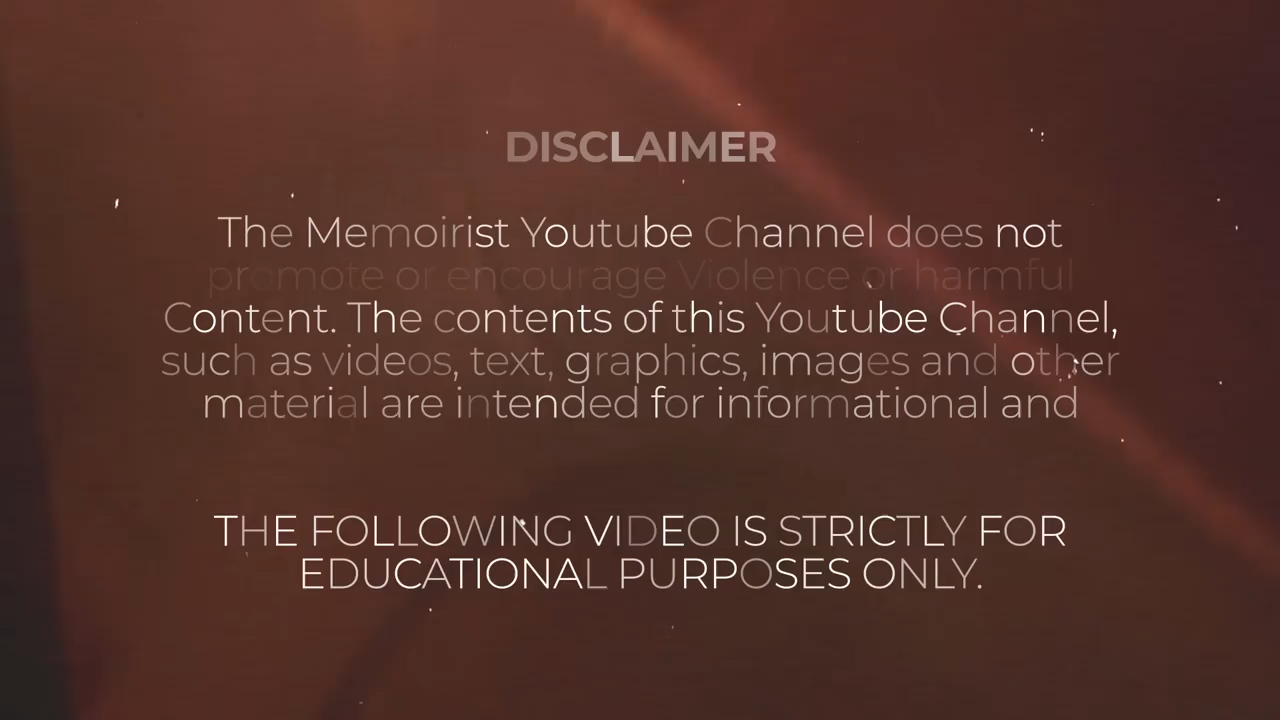 DISCLAIMER
The Memoirist Youtube Channel does not
promote or encourage Violence or harmful
Content. The contents of this Youtube Channel,
such as videos, text, graphics, images and other
material are intended for informational and
THE FOLLOWING VIDEO IS STRICTLY FOR
EDUCATIONAL PURPOSES ONLY.